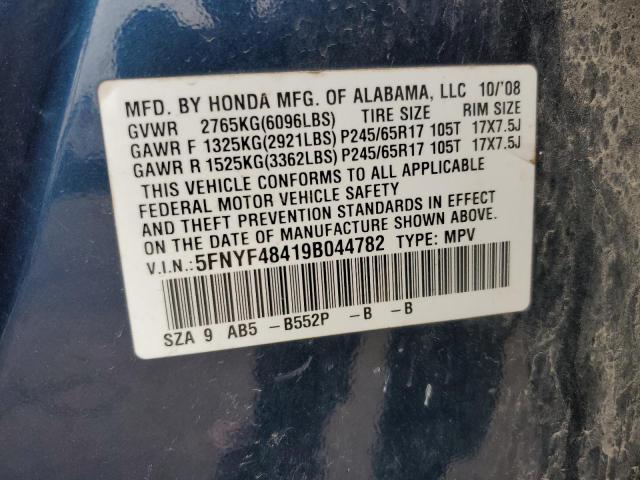 MFD. BY HONDA MFG. OF ALABAMA, LLC 10/'08
GVWR 2765KG(6096LBS) TIRE SIZE RIM SIZE
GAWR F 1325KG(2921LBS) P245/65R17 105T 17X7.5J
GAWR R 1525KG(3362LBS) P245/65R17 105T 17X7.5J
THIS VEHICLE CONFORMS TO ALL APPLICABLE
FEDERAL MOTOR VEHICLE SAFETY
AND THEFT PREVENTION STANDARDS IN EFFECT
ON THE DATE OF MANUFACTURE SHOWN ABOVE.
V.I.N.: 5FNYF48419B044782 TYPE: MPV
SZA 9 AB5 -B552P -B -B